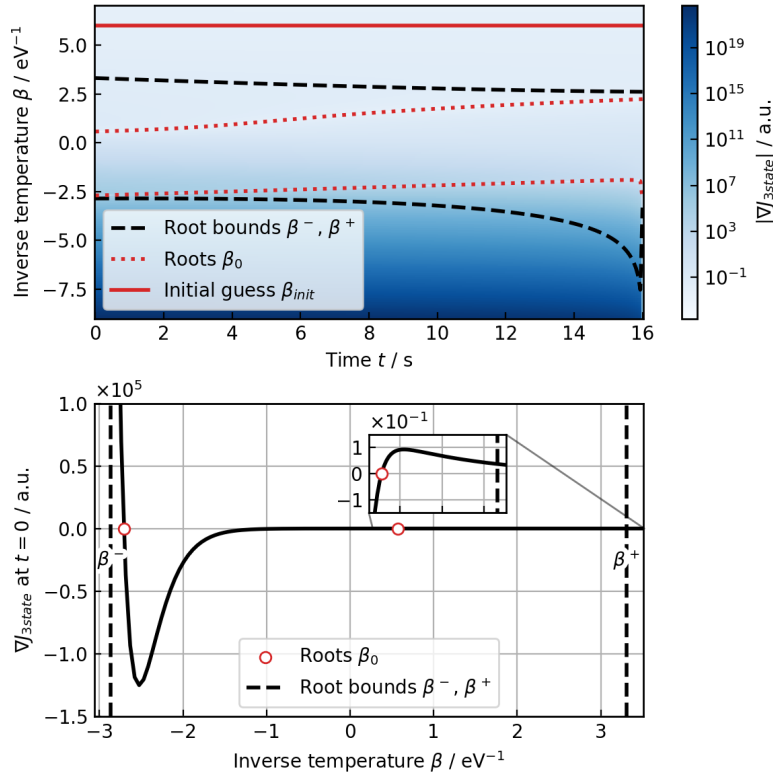 5.0
2.5
0.0
−2.5
−5.0
−7.5
Inverse temperature β / eV⁻¹
Root bounds β⁻, β⁺
Roots β₀
Initial guess β_init
0 2 4 6 8 10 12 14 16
Time t / s
10¹⁹
10¹⁵
10¹¹
10⁷
10³
10⁻¹
|∇J_3state| / a.u.
×10⁵
1.0
0.5
0.0
−0.5
−1.0
−1.5
∇J_3state at t = 0 / a.u.
×10⁻¹
1
0
−1
β⁻
β⁺
Roots β₀
Root bounds β⁻, β⁺
−3 −2 −1 0 1 2 3
Inverse temperature β / eV⁻¹